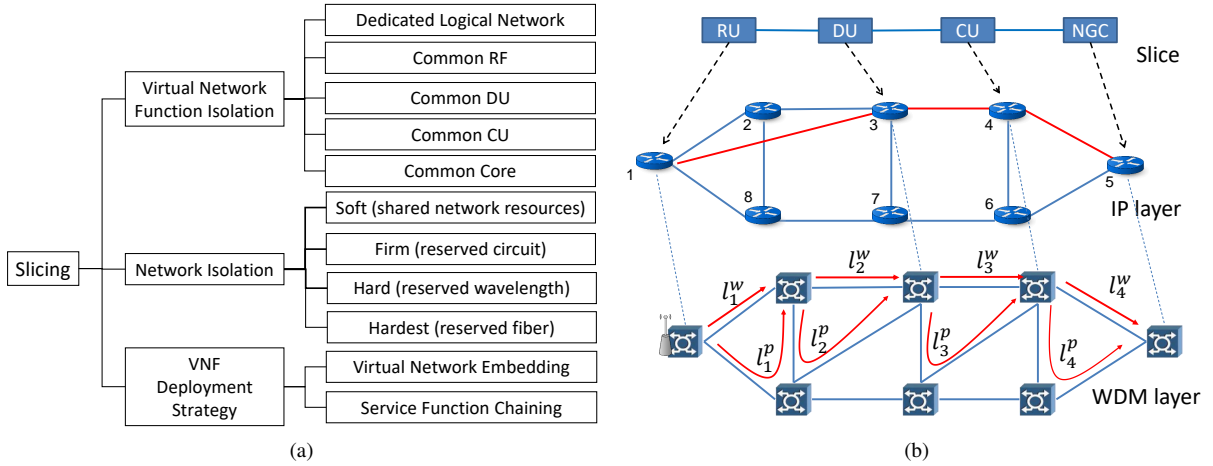 Slicing
Virtual Network
Function Isolation
Dedicated Logical Network
Common RF
Common DU
Common CU
Common Core
Network Isolation
Soft (shared network resources)
Firm (reserved circuit)
Hard (reserved wavelength)
Hardest (reserved fiber)
VNF
Deployment
Strategy
Virtual Network Embedding
Service Function Chaining
(a)
RU
DU
CU
NGC
Slice
2
3
4
1
5
8
7
6
IP layer
l_1^w
l_2^w
l_3^w
l_4^w
l_1^p
l_2^p
l_3^p
l_4^p
WDM layer
(b)